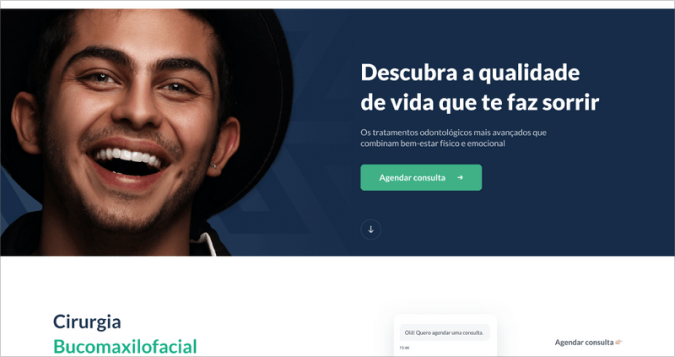 Descubra a qualidade
de vida que te faz sorrir
Os tratamentos odontológicos mais avançados que
combinam bem-estar físico e emocional
Agendar consulta
Cirurgia
Bucomaxilofacial
Olá! Quero agendar uma consulta.
Agendar consulta